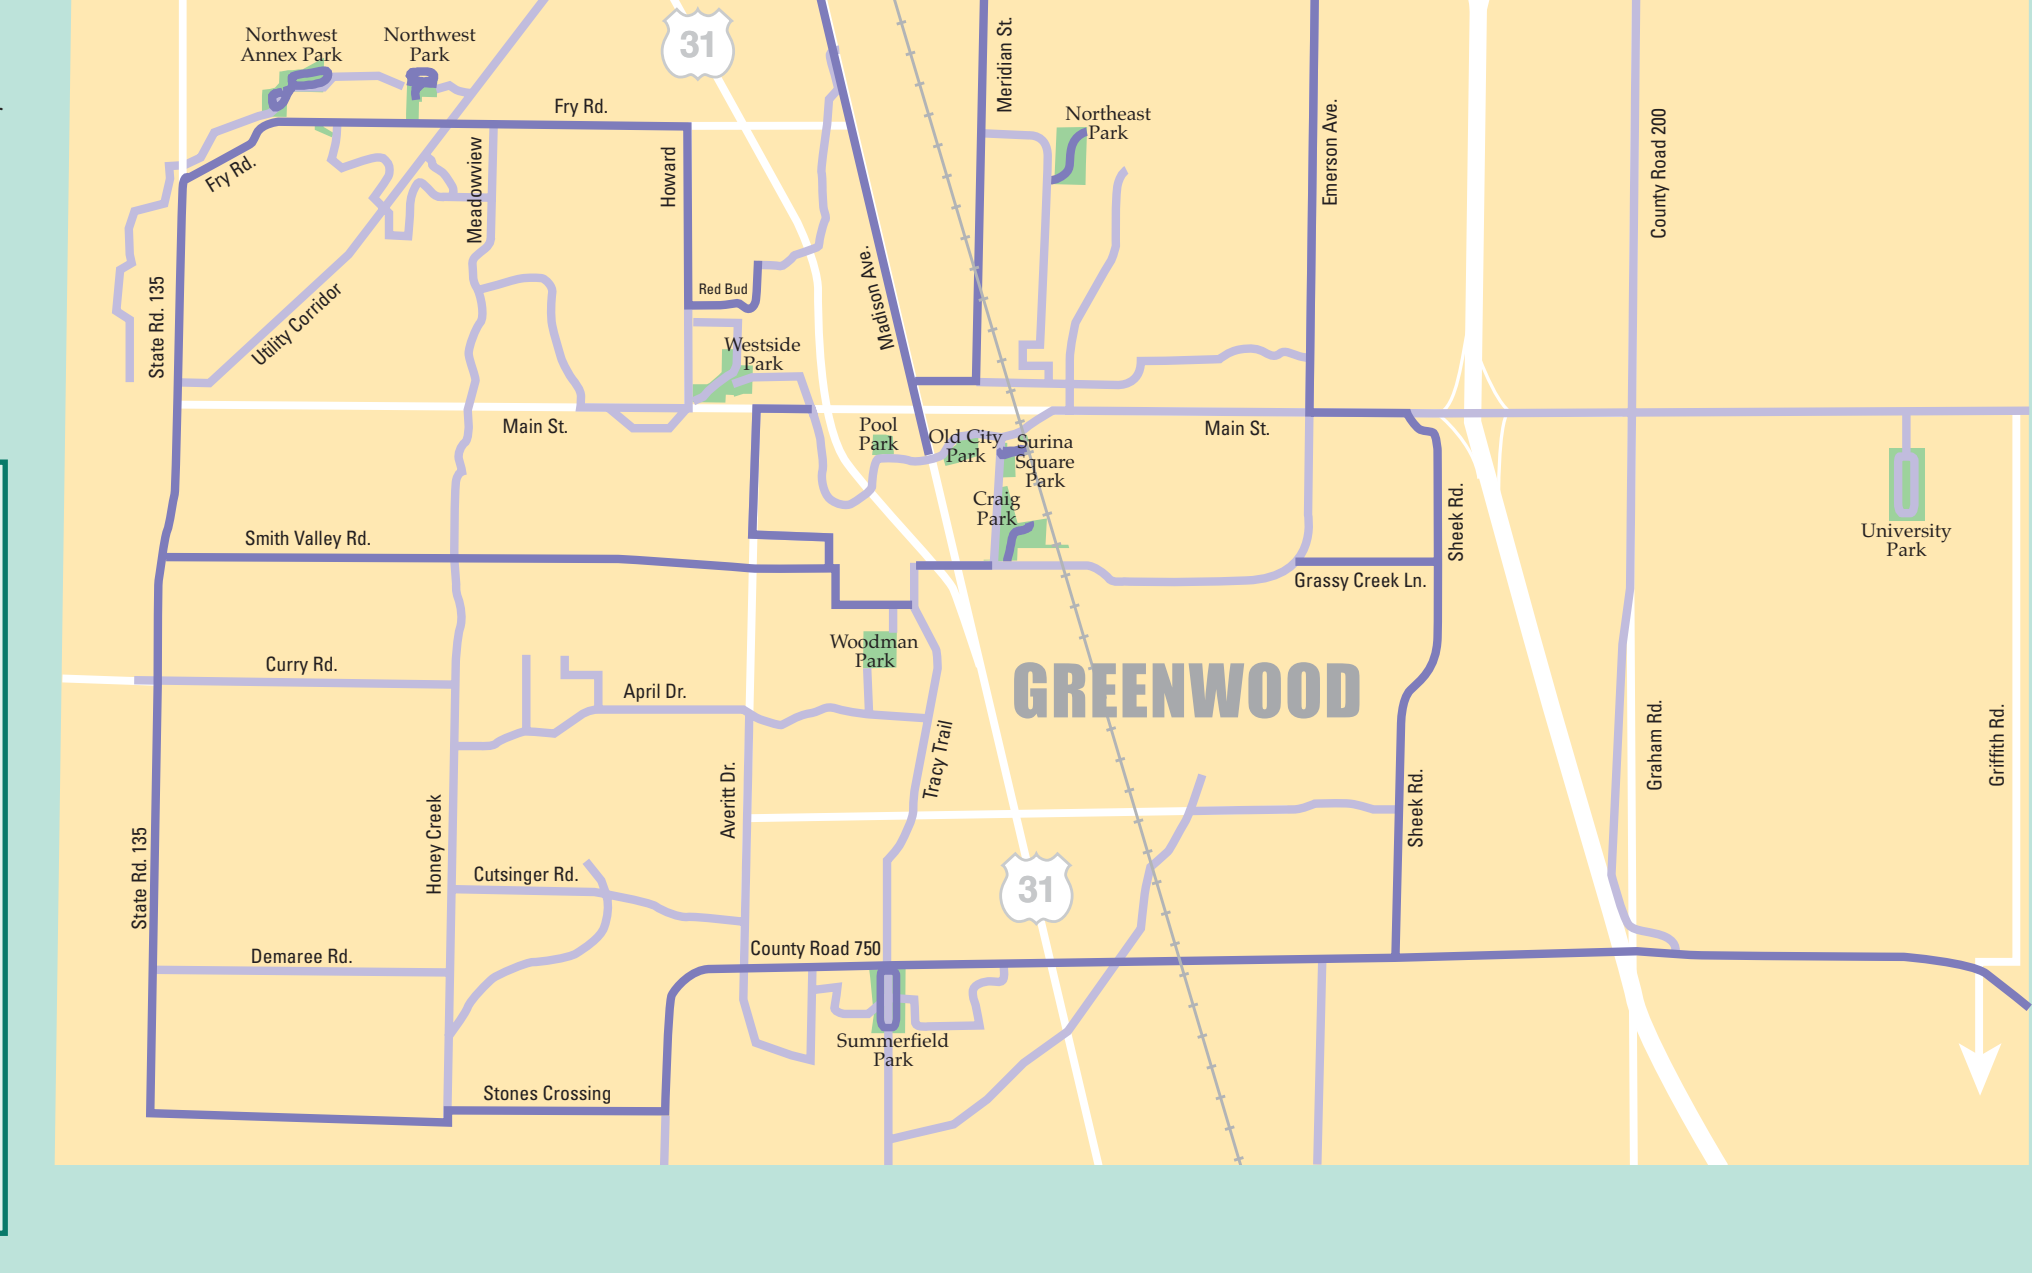 Northwest
Annex Park
Northwest
Park
31
Meridian St.
Fry Rd.
Northeast
Park
Emerson Ave.
County Road 200
Fry Rd.
Meadowview
Howard
Madison Ave.
State Rd. 135
Utility Corridor
Red Bud
Westside
Park
Main St.
Pool
Park
Old City
Park
Surina
Square
Park
Main St.
Craig
Park
Sheek Rd.
University
Park
Smith Valley Rd.
Grassy Creek Ln.
Woodman
Park
Curry Rd.
April Dr.
GREENWOOD
Tracy Trail
Graham Rd.
Griffith Rd.
Averitt Dr.
Sheek Rd.
State Rd. 135
Honey Creek
Cutsinger Rd.
31
Demaree Rd.
County Road 750
Summerfield
Park
Stones Crossing